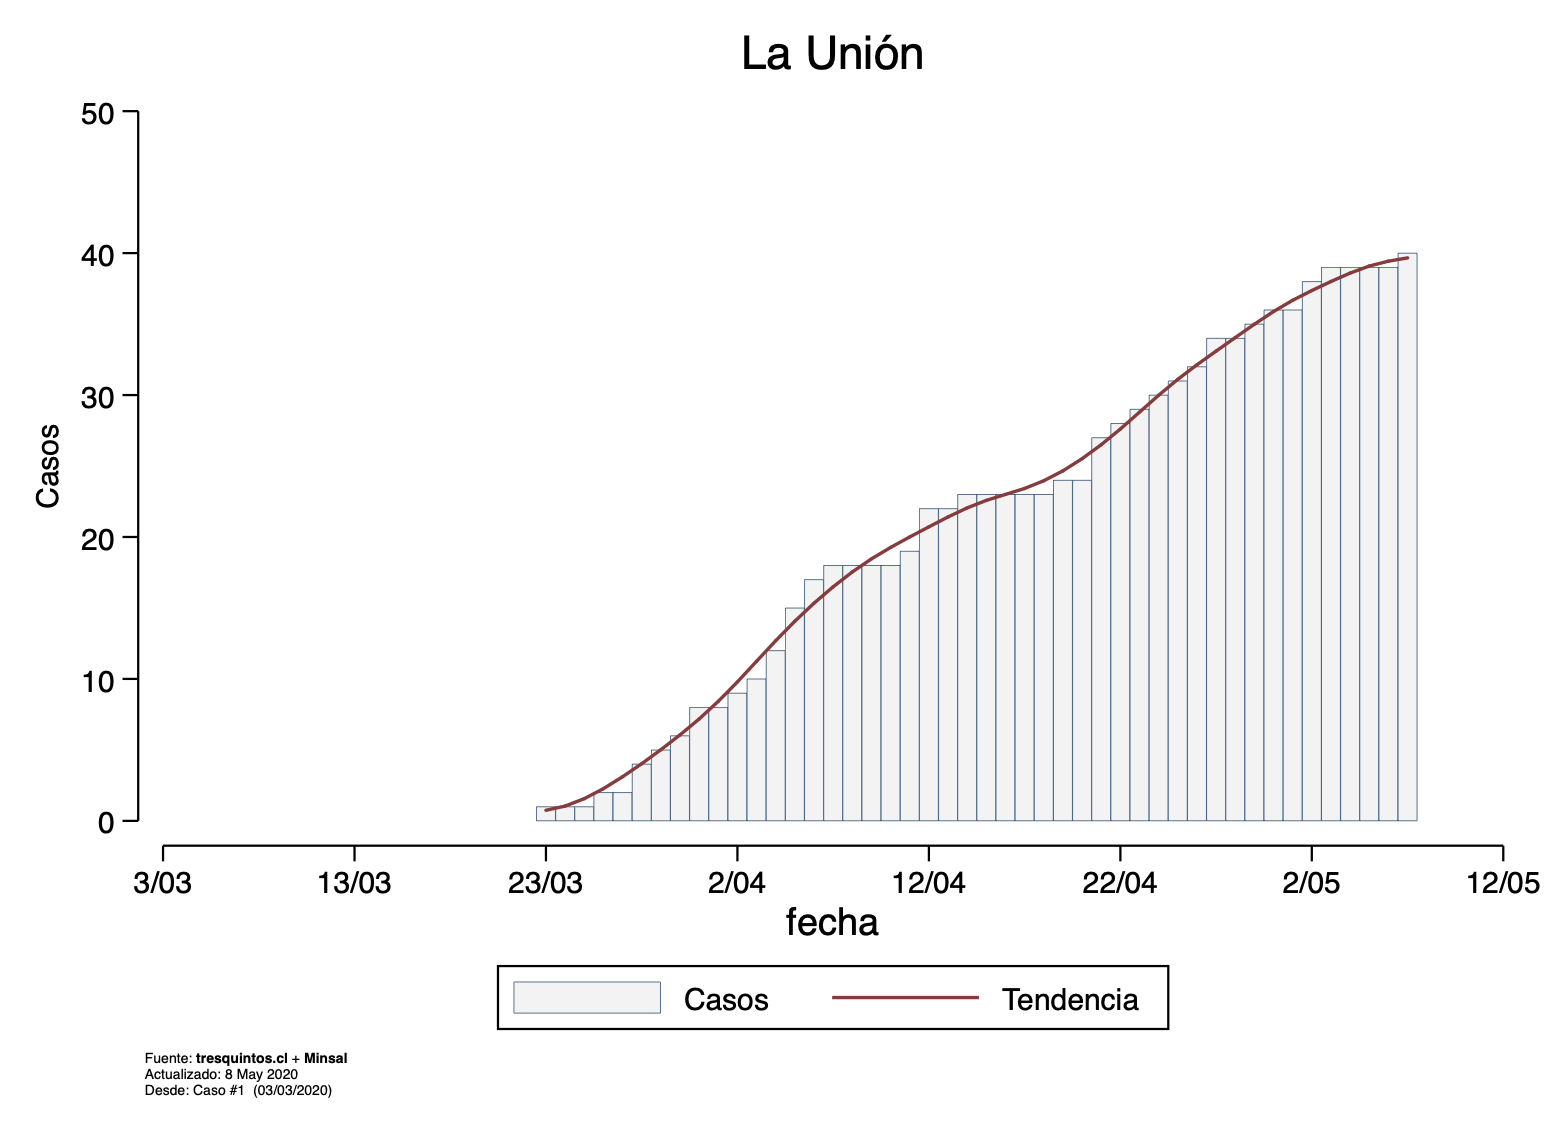 La Unión
50
40
30
20
10
0
Casos
3/03 13/03 23/03 2/04 12/04 22/04 2/05 12/05
fecha
Casos Tendencia
Fuente: tresquintos.cl + Minsal
Actualizado: 8 May 2020
Desde: Caso #1 (03/03/2020)